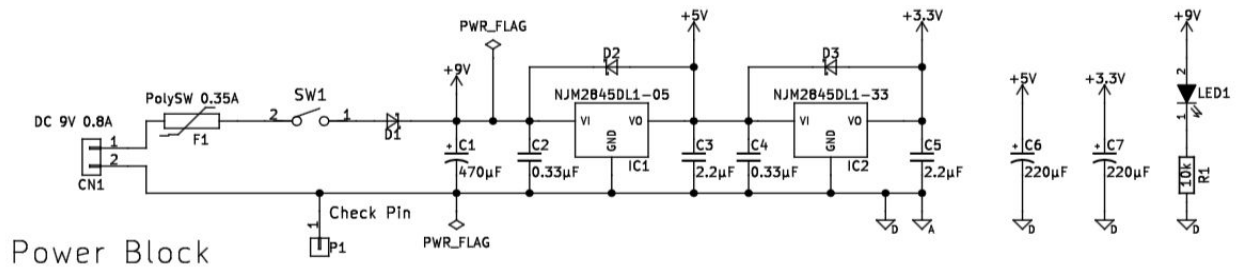 PWR_FLAG
+5V
+3.3V
+9V
D2
D3
+9V
2
PolySW 0.35A
SW1
NJM2845DL1-05
NJM2845DL1-33
+5V
+3.3V
LED1
DC 9V 0.8A
2
1
VI
VO
VI
VO
1
1
F1
D1
C1
C2
GND
C3
C4
GND
C5
C6
C7
2
470µF
0.33µF
IC1
2.2µF
0.33µF
IC2
2.2µF
220µF
220µF
10k
R1
CN1
Check Pin
1
P1
PWR_FLAG
D
A
D
D
D
Power Block